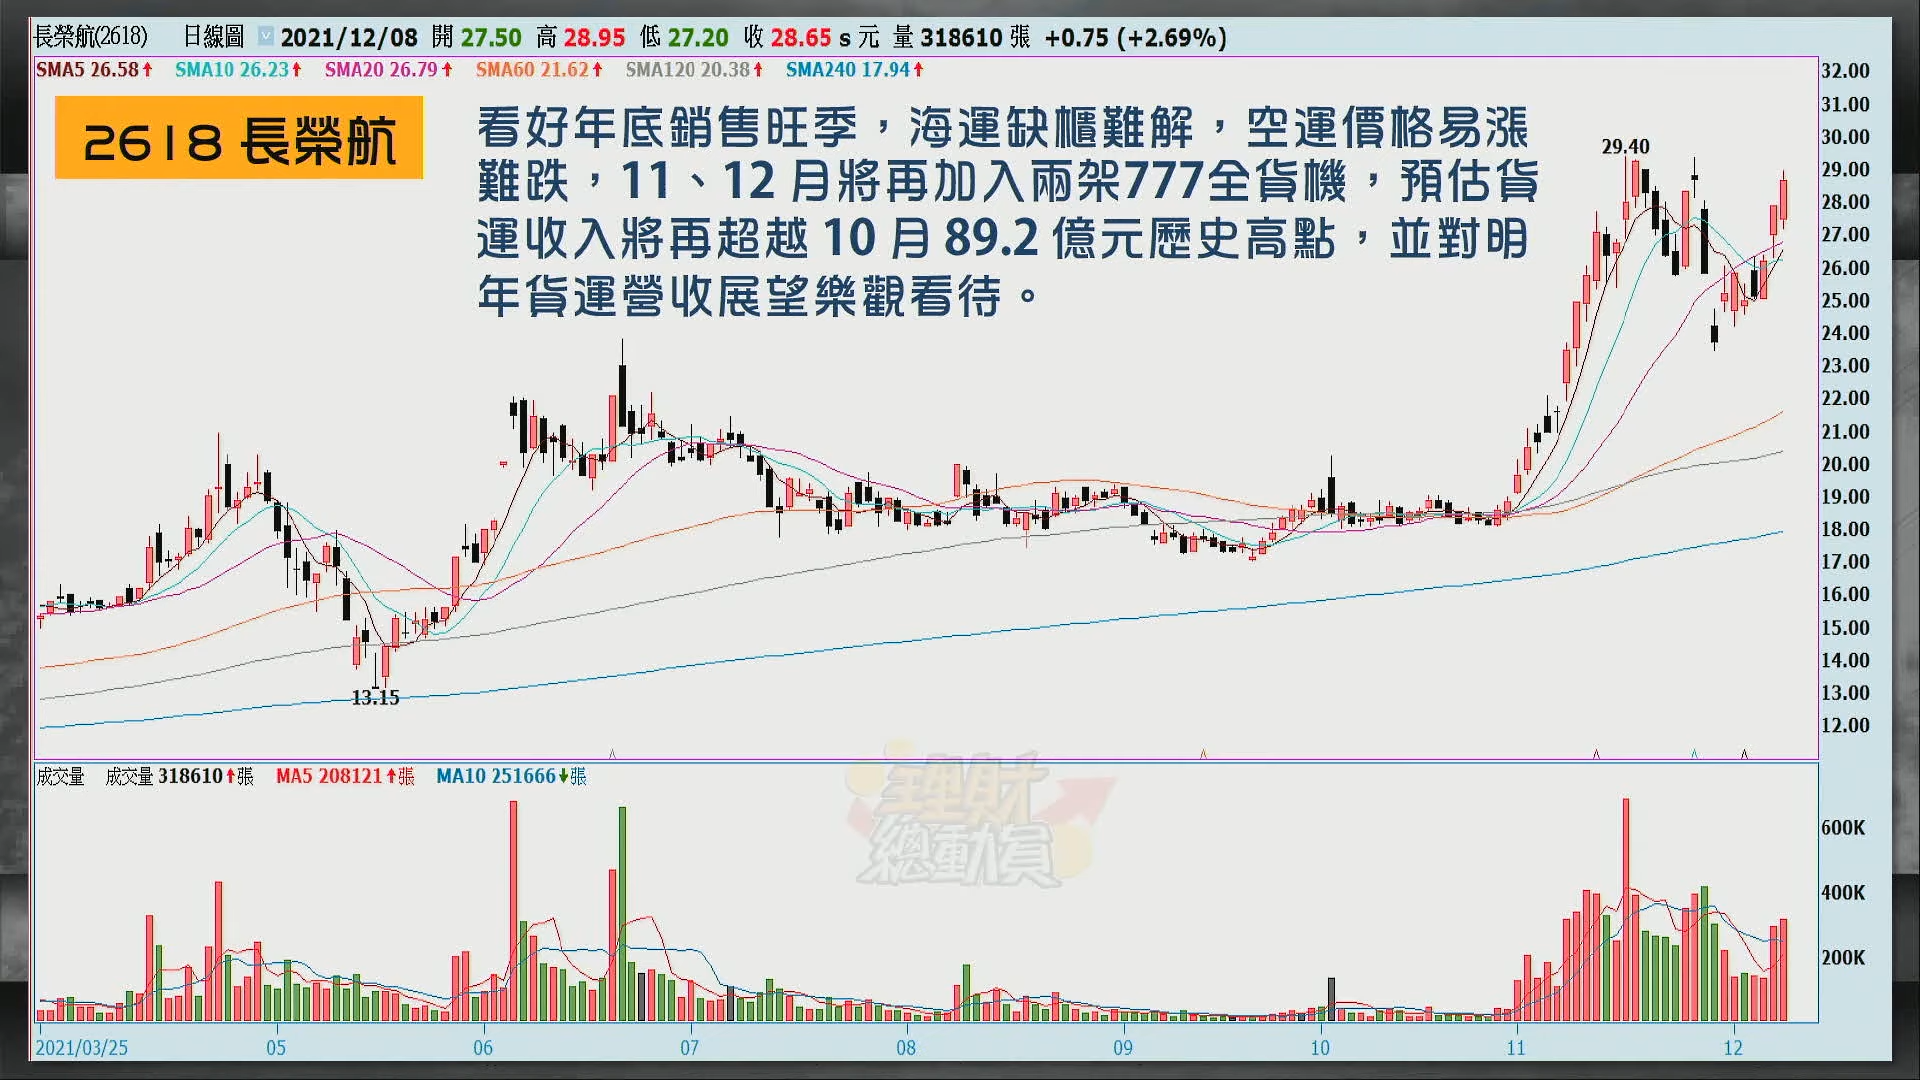 長榮航(2618) 日線圖 2021/12/08 開 27.50 高 28.95 低 27.20 收 28.65 s 元 量 318610 張 +0.75 (+2.69%)
SMA5 26.58↑ SMA10 26.23↑ SMA20 26.79↑ SMA60 21.62↑ SMA120 20.38↑ SMA240 17.94↑
2618 長榮航
看好年底銷售旺季，海運缺櫃難解，空運價格易漲
難跌，11、12 月將再加入兩架777全貨機，預估貨
運收入將再超越 10 月 89.2 億元歷史高點，並對明
年貨運營收展望樂觀看待。
32.00
31.00
30.00
29.00
28.00
27.00
26.00
25.00
24.00
23.00
22.00
21.00
20.00
19.00
18.00
17.00
16.00
15.00
14.00
13.00
12.00
29.40
13.15
成交量 成交量 318610↑張 MA5 208121↑張 MA10 251666↓張
理財
總動員
600K
400K
200K
2021/03/25 05 06 07 08 09 10 11 12